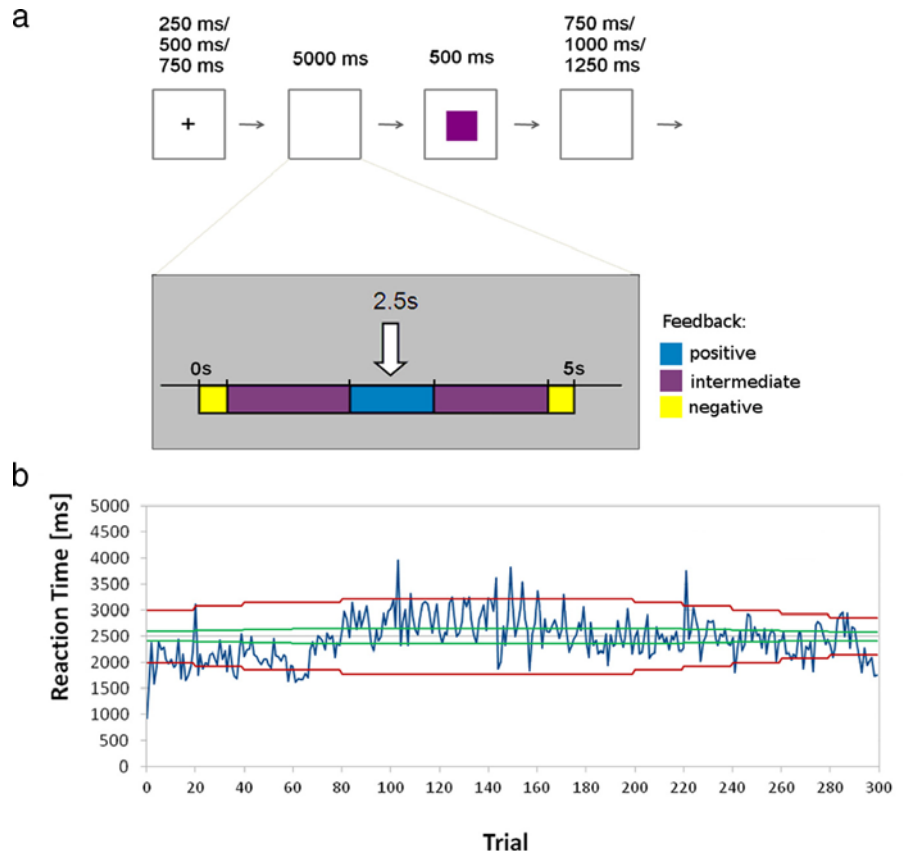 a
250 ms/
500 ms/
750 ms
5000 ms
500 ms
750 ms/
1000 ms/
1250 ms
+
2.5s
0s
5s
Feedback:
positive
intermediate
negative
b
Reaction Time [ms]
5000
4500
4000
3500
3000
2500
2000
1500
1000
500
0
0 20 40 60 80 100 120 140 160 180 200 220 240 260 280 300
Trial